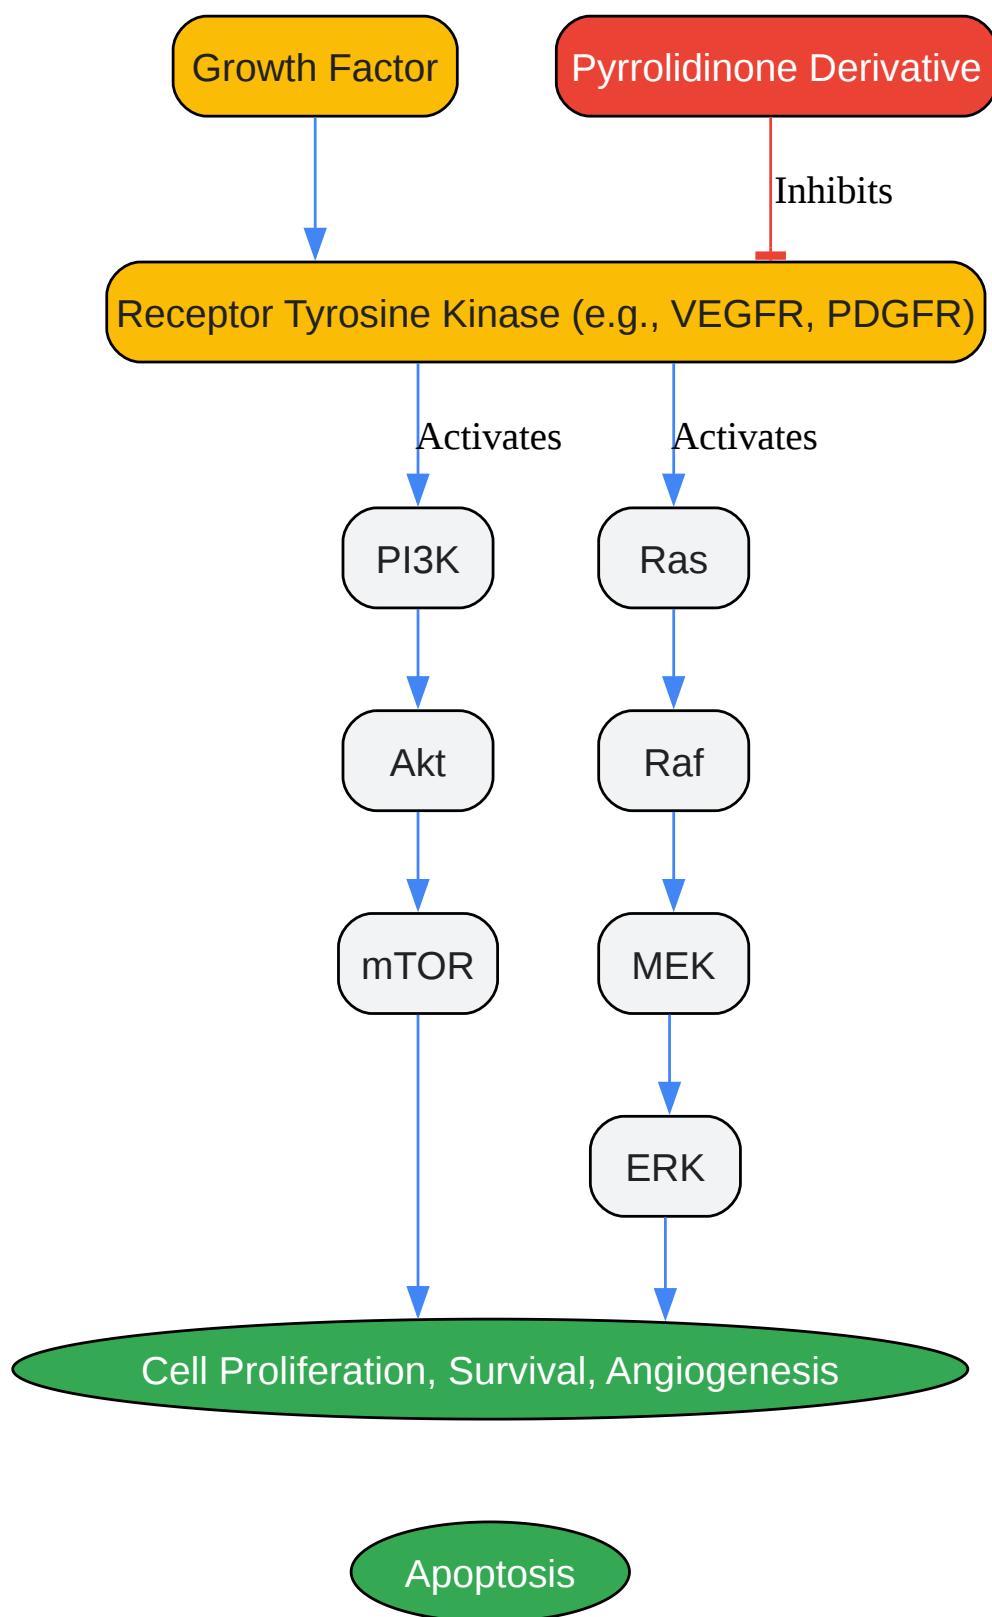 Growth Factor
Pyrrolidinone Derivative
Inhibits
Receptor Tyrosine Kinase (e.g., VEGFR, PDGFR)
Activates
Activates
PI3K
Ras
Akt
Raf
mTOR
MEK
ERK
Cell Proliferation, Survival, Angiogenesis
Apoptosis